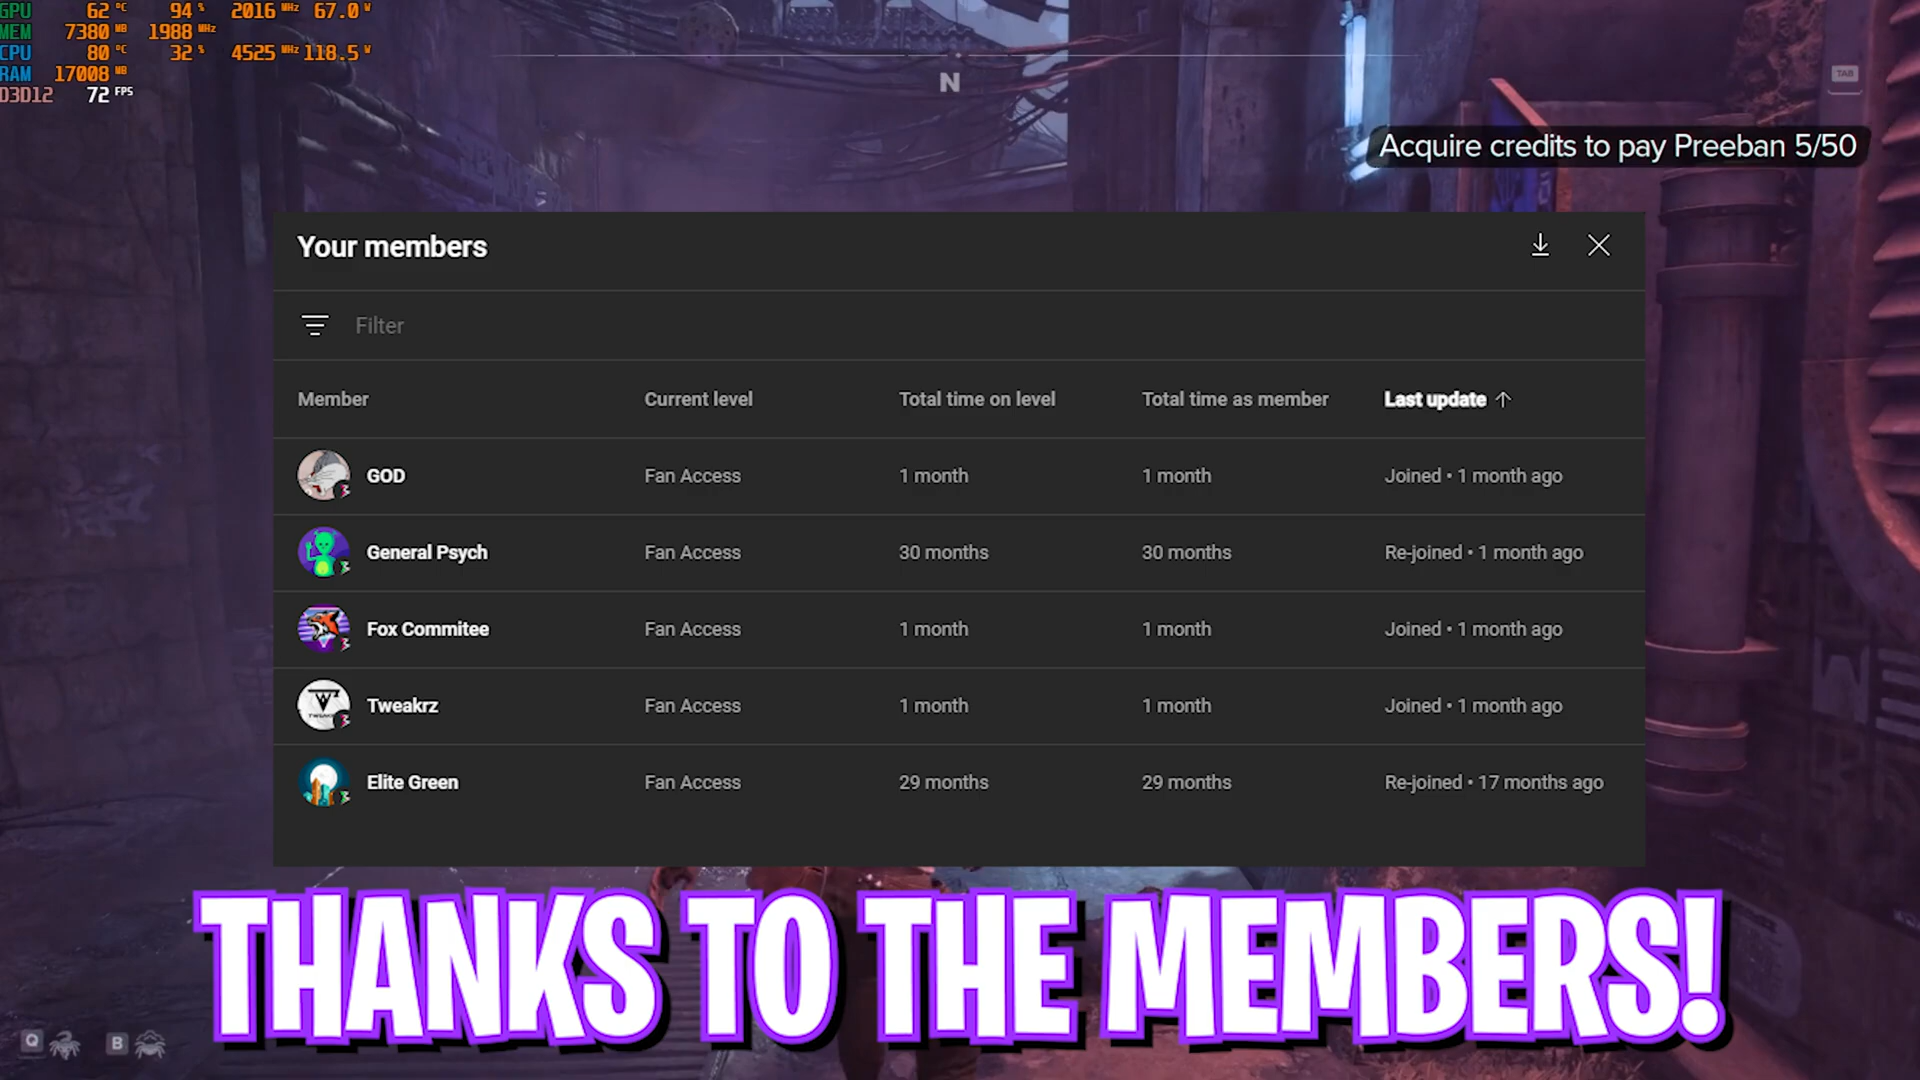 GPU 62 °C 94 % 2016 MHz 67.0 W
MEM 7380 MB 1988 MHz
CPU 80 °C 32 % 4525 MHz 118.5 W
RAM 17008 MB
D3D12 72 FPS
N
TAB
Acquire credits to pay Preeban 5/50
Your members
Filter
Member Current level Total time on level Total time as member Last update ↑
GOD Fan Access 1 month 1 month Joined • 1 month ago
General Psych Fan Access 30 months 30 months Re-joined • 1 month ago
Fox Commitee Fan Access 1 month 1 month Joined • 1 month ago
Tweakrz Fan Access 1 month 1 month Joined • 1 month ago
Elite Green Fan Access 29 months 29 months Re-joined • 17 months ago
THANKS TO THE MEMBERS!
Q B